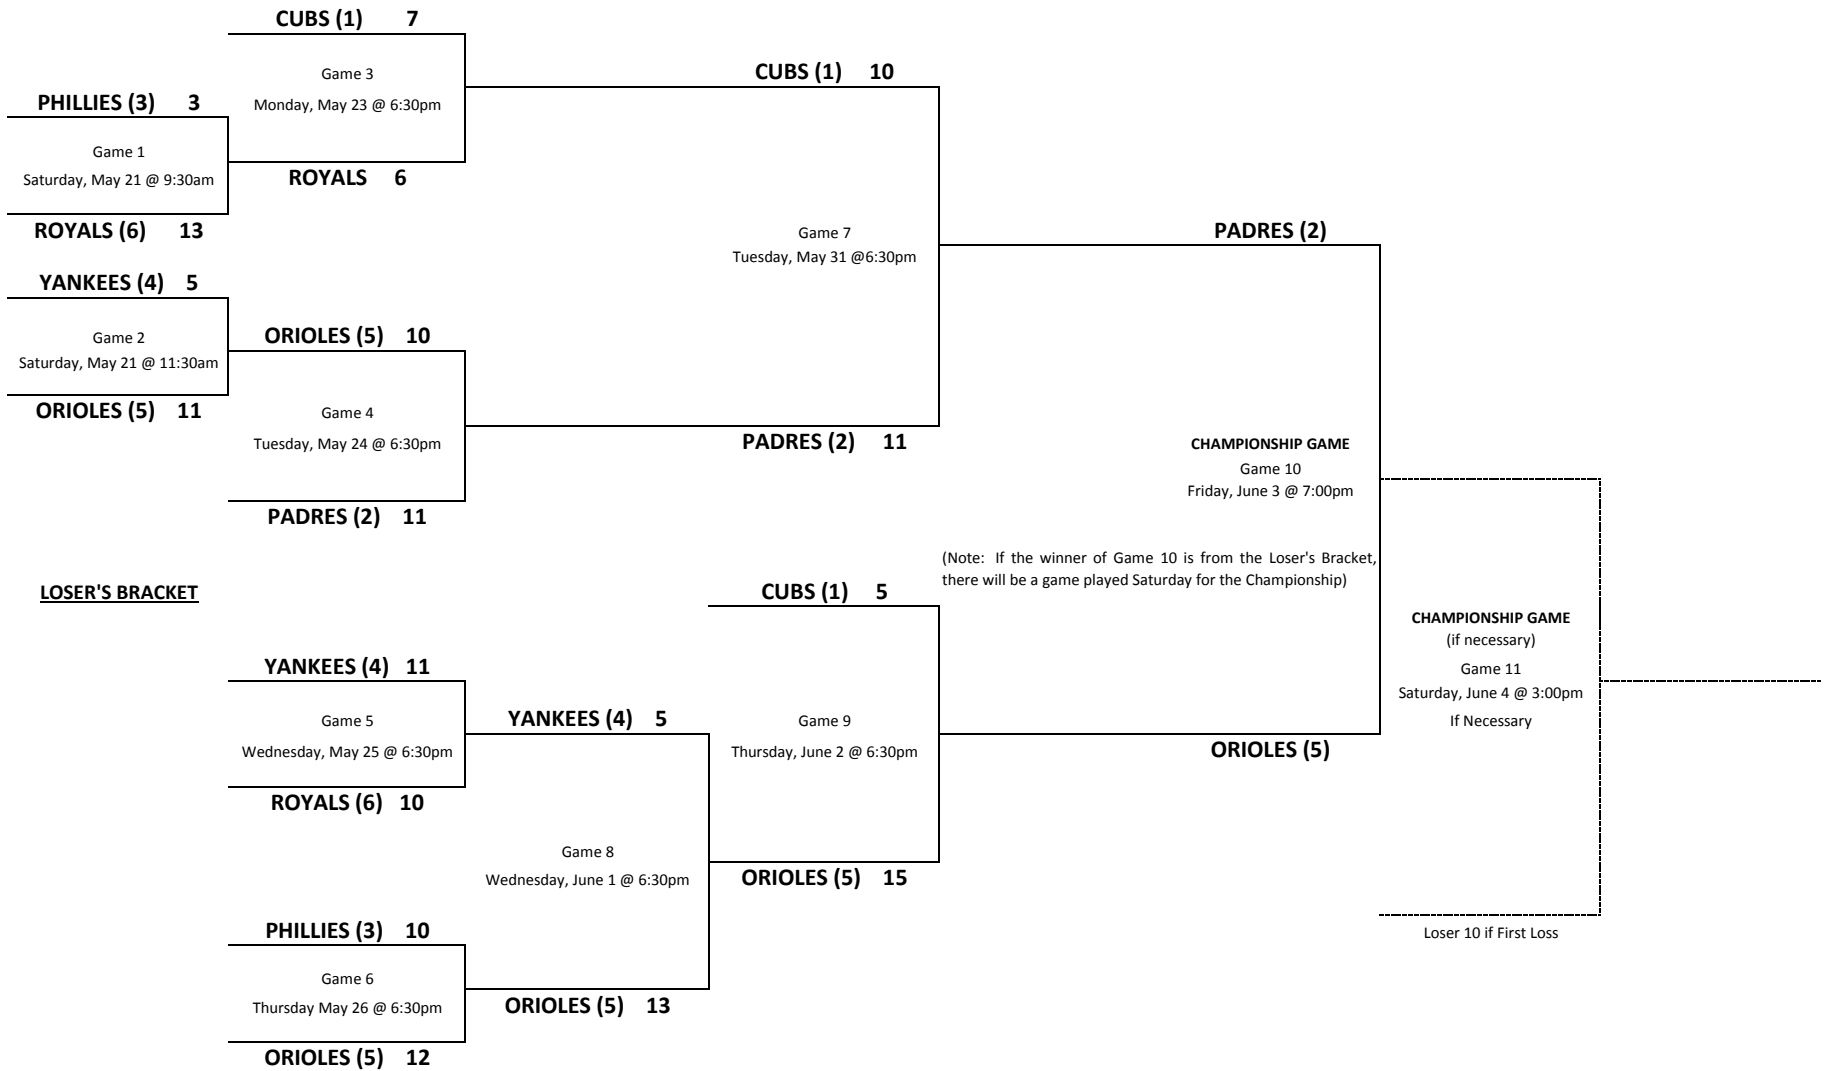 CUBS (1) 7
Game 3
Monday, May 23 @ 6:30pm
CUBS (1) 10
PHILLIES (3) 3
Game 1
Saturday, May 21 @ 9:30am
ROYALS 6
ROYALS (6) 13
Game 7
Tuesday, May 31 @6:30pm
PADRES (2)
YANKEES (4) 5
Game 2
Saturday, May 21 @ 11:30am
ORIOLES (5) 10
ORIOLES (5) 11
Game 4
Tuesday, May 24 @ 6:30pm
PADRES (2) 11
PADRES (2) 11
CHAMPIONSHIP GAME
Game 10
Friday, June 3 @ 7:00pm
(Note: If the winner of Game 10 is from the Loser's Bracket,
there will be a game played Saturday for the Championship)
LOSER'S BRACKET
CUBS (1) 5
CHAMPIONSHIP GAME
(if necessary)
Game 11
Saturday, June 4 @ 3:00pm
If Necessary
YANKEES (4) 11
Game 5
Wednesday, May 25 @ 6:30pm
ROYALS (6) 10
YANKEES (4) 5
Game 9
Thursday, June 2 @ 6:30pm
ORIOLES (5)
Game 8
Wednesday, June 1 @ 6:30pm
ORIOLES (5) 15
PHILLIES (3) 10
Game 6
Thursday May 26 @ 6:30pm
ORIOLES (5) 12
ORIOLES (5) 13
Loser 10 if First Loss